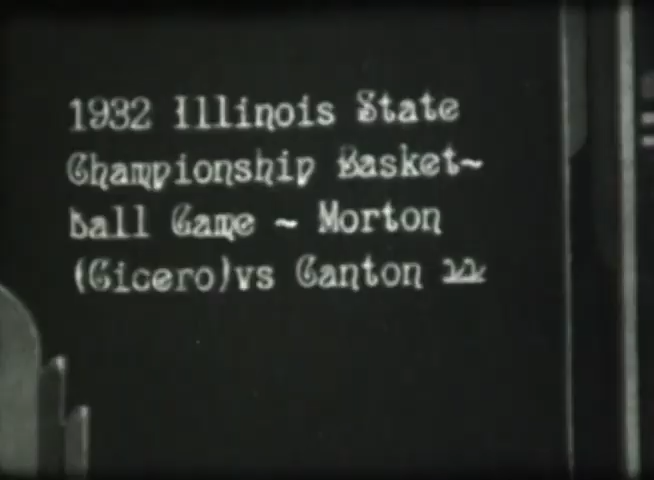 1932 Illinois State
Championship Basket~
ball Game ~ Morton
(Cicero)vs Canton